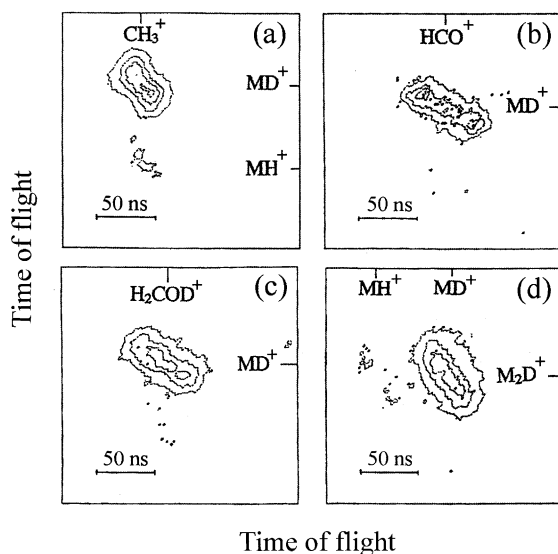 CH₃⁺
(a)
MD⁺
MH⁺
50 ns
HCO⁺
(b)
MD⁺
50 ns
H₂COD⁺
(c)
MD⁺
50 ns
MH⁺ MD⁺
(d)
M₂D⁺
50 ns
Time of flight
Time of flight